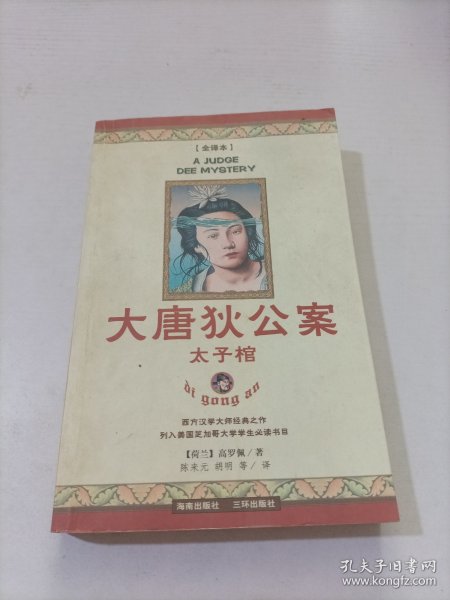 【全译本】
A JUDGE
DEE MYSTERY
大唐狄公案
太子棺
di gong an
西方汉学大师经典之作
列入美国芝加哥大学学生必读书目
【荷兰】高罗佩／著
陈来元 胡明 等／译
海南出版社 三环出版社
孔夫子旧书网
www.kongfz.com